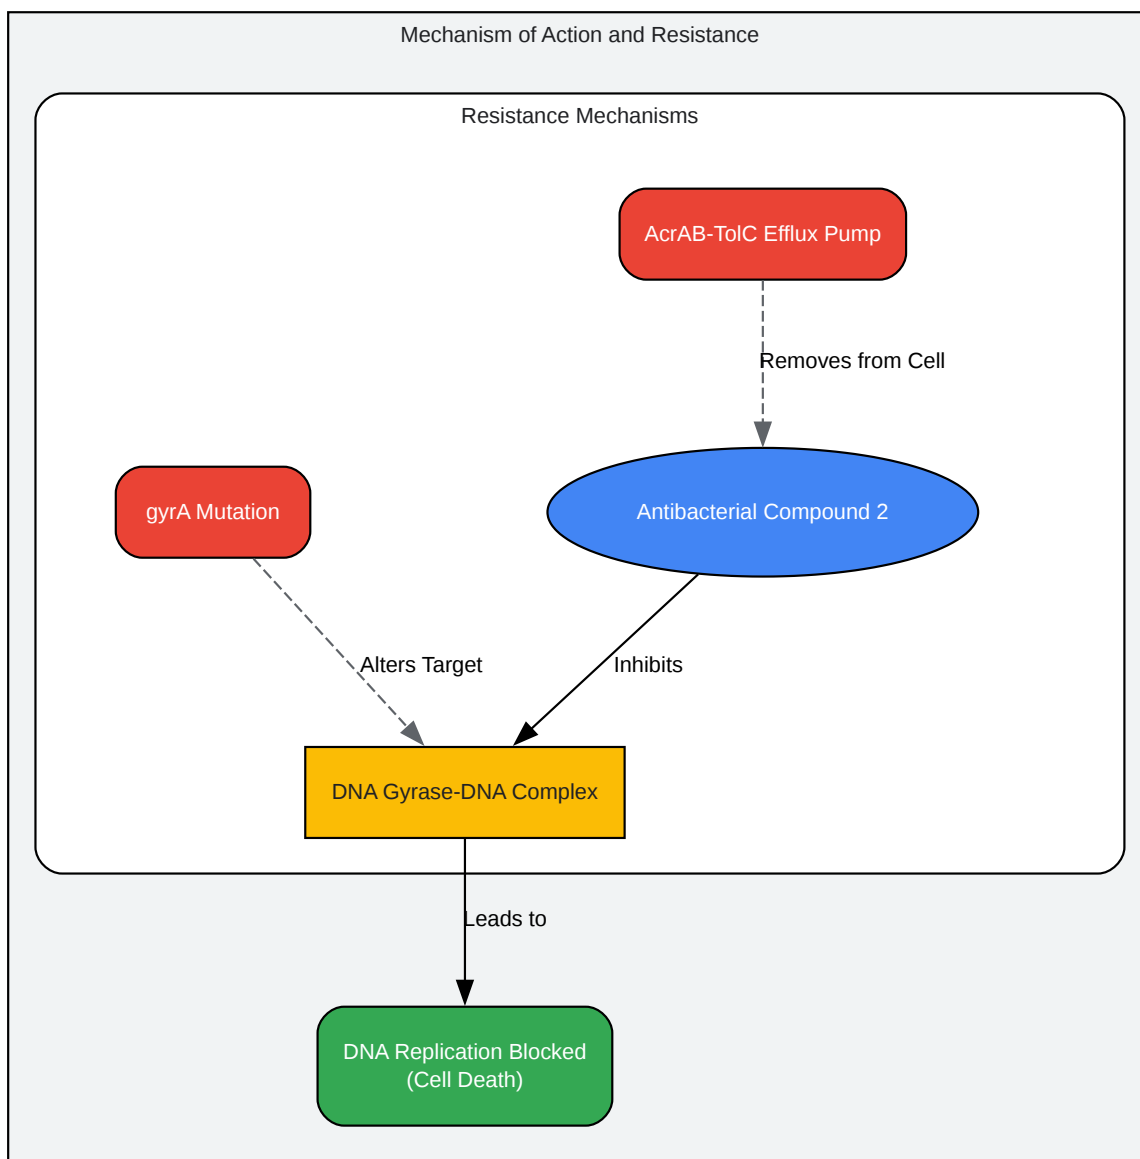 Mechanism of Action and Resistance
Resistance Mechanisms
AcrAB-TolC Efflux Pump
Removes from Cell
gyrA Mutation
Antibacterial Compound 2
Alters Target
Inhibits
DNA Gyrase-DNA Complex
Leads to
DNA Replication Blocked
(Cell Death)